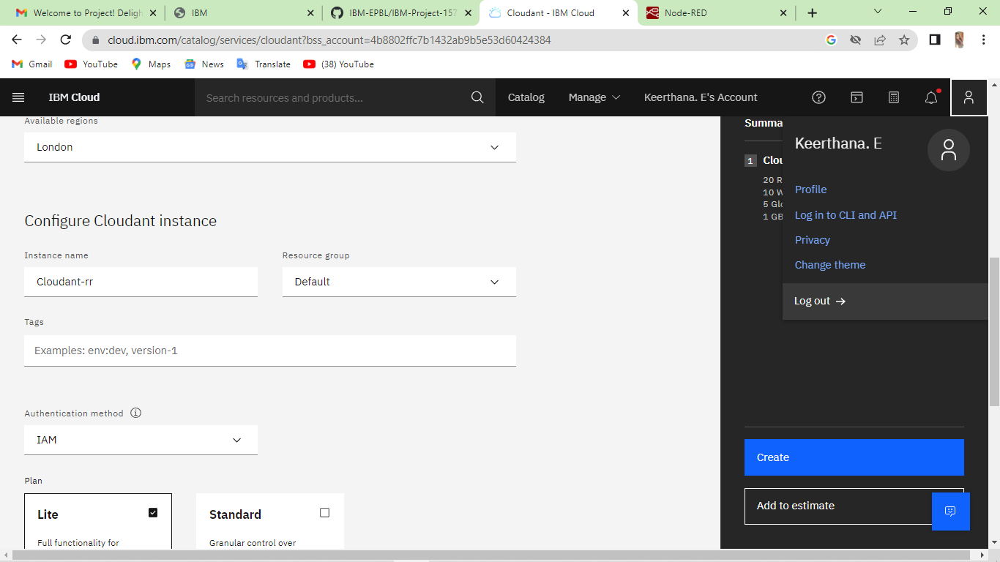 Welcome to Project! Deligh
IBM
IBM-EPBL/IBM-Project-157
Cloudant - IBM Cloud
Node-RED
cloud.ibm.com/catalog/services/cloudant?bss_account=4b8802ffc7b1432ab9b5e53d60424384
Gmail
YouTube
Maps
News
Translate
(38) YouTube
IBM Cloud
Search resources and products...
Catalog
Manage
Keerthana. E's Account
Available regions
London
Configure Cloudant instance
Instance name
Resource group
Cloudant-rr
Default
Tags
Examples: env:dev, version-1
Authentication method
IAM
Plan
Lite
Standard
Full functionality for
Granular control over
Summa
1 Clou
20 R
10 W
5 Glo
1 GB
Keerthana. E
Profile
Log in to CLI and API
Privacy
Change theme
Log out
Create
Add to estimate